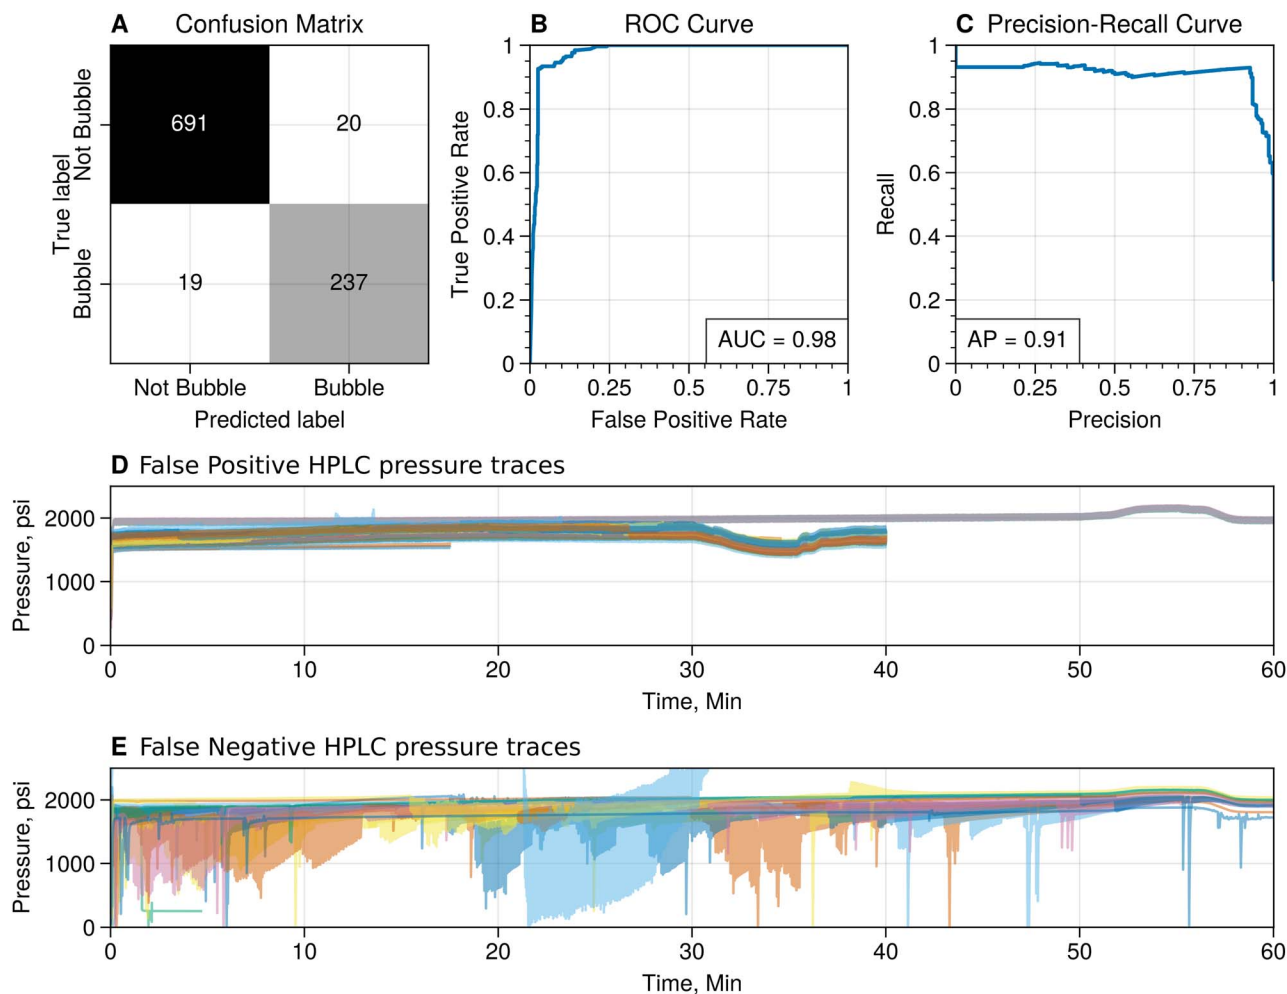 A Confusion Matrix
True label
Not Bubble
Bubble
691
20
19
237
Not Bubble Bubble
Predicted label
B ROC Curve
True Positive Rate
1
0.8
0.6
0.4
0.2
0
AUC = 0.98
0 0.25 0.5 0.75 1
False Positive Rate
C Precision-Recall Curve
Recall
1
0.8
0.6
0.4
0.2
0
AP = 0.91
0 0.25 0.5 0.75 1
Precision
D False Positive HPLC pressure traces
Pressure, psi
2000
1000
0
0 10 20 30 40 50 60
Time, Min
E False Negative HPLC pressure traces
Pressure, psi
2000
1000
0
0 10 20 30 40 50 60
Time, Min